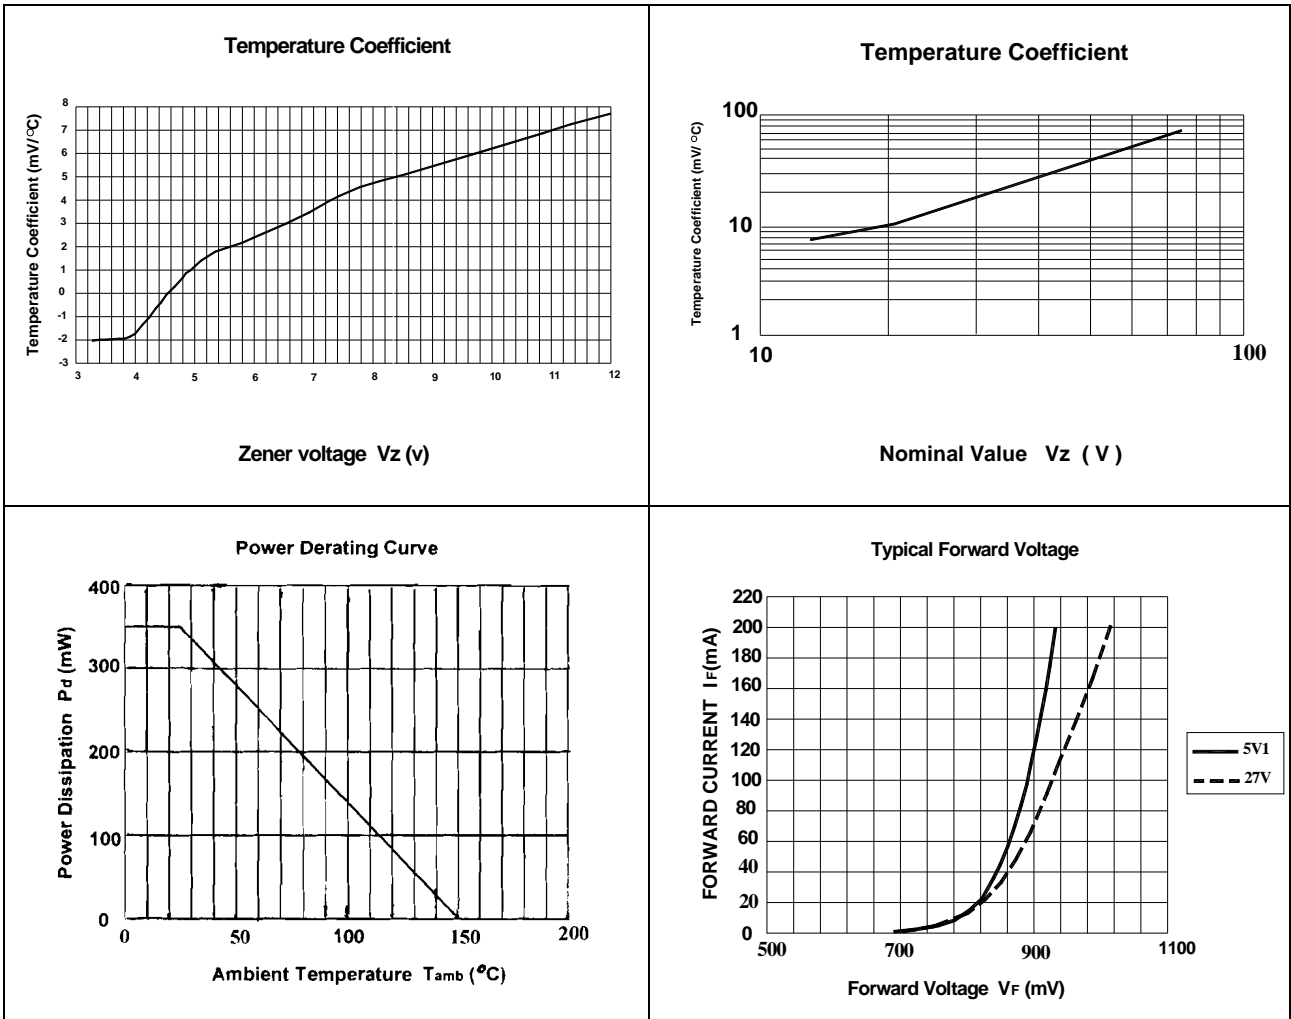 Temperature Coefficient
Temperature Coefficient (mV/°C)
8
7
6
5
4
3
2
1
0
-1
-2
-3
3 4 5 6 7 8 9 10 11 12
Zener voltage Vz (v)
Temperature Coefficient
Temperature Coefficient (mV/ °C)
100
10
1
10 100
Nominal Value Vz ( V )
Power Derating Curve
Power Dissipation Pd (mW)
400
300
200
100
0
0 50 100 150 200
Ambient Temperature Tamb (°C)
Typical Forward Voltage
FORWARD CURRENT IF(mA)
220
200
180
160
140
120
100
80
60
40
20
0
500 700 900 1100
Forward Voltage VF (mV)
5V1
27V